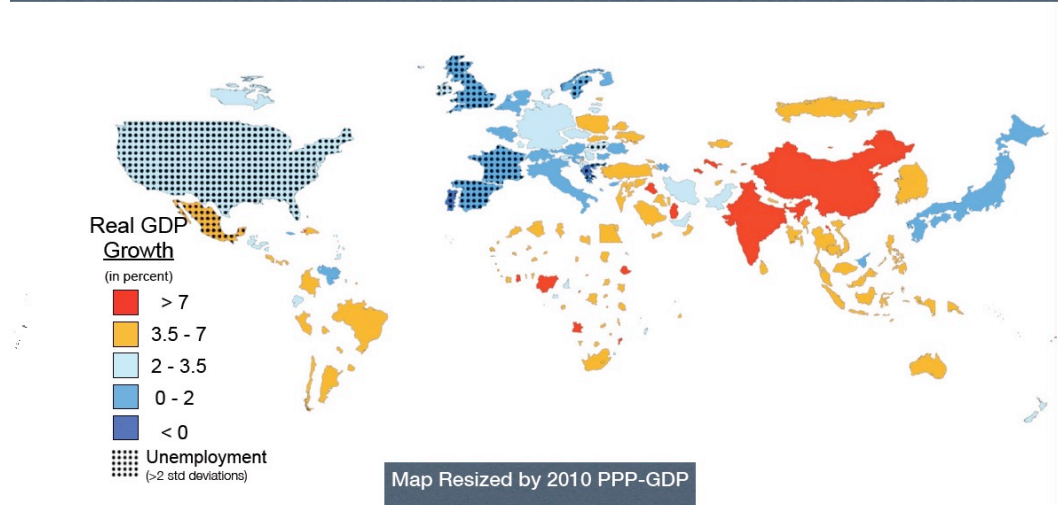 Real GDP
Growth
(in percent)
> 7
3.5 - 7
2 - 3.5
0 - 2
< 0
Unemployment
(>2 std deviations)
Map Resized by 2010 PPP-GDP